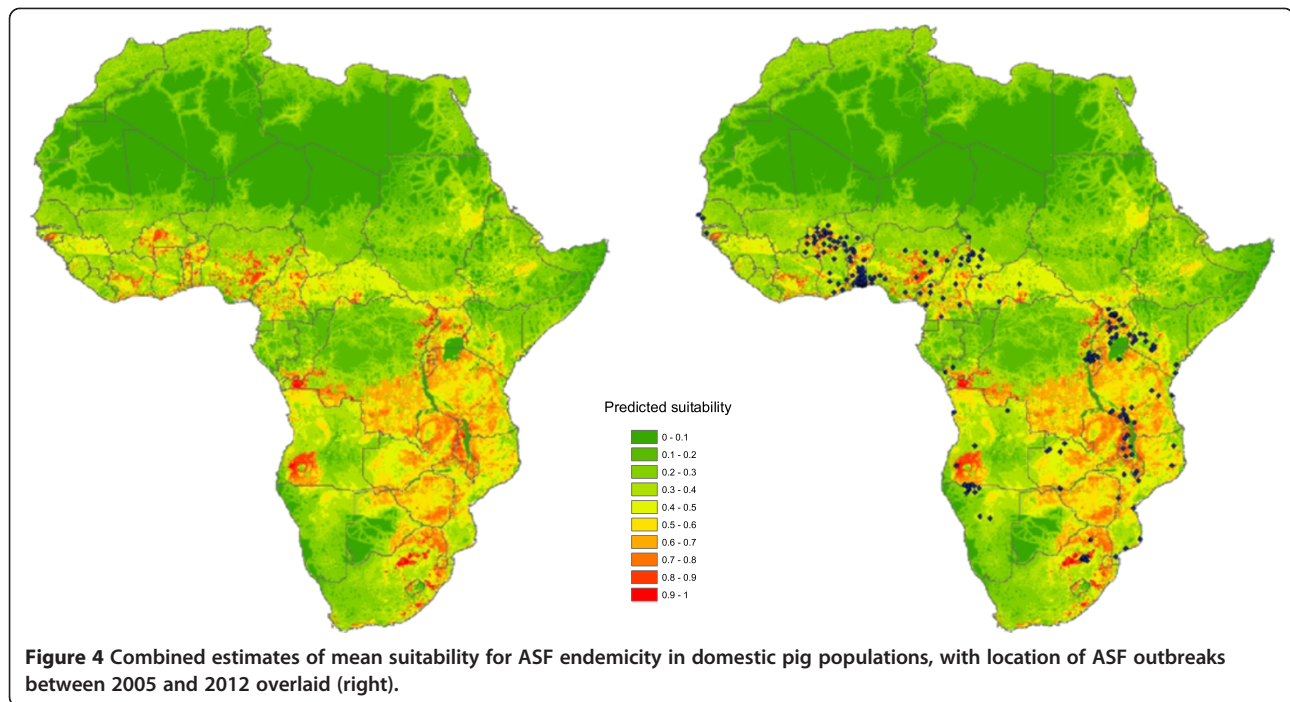 Predicted suitability
0 - 0.1
0.1 - 0.2
0.2 - 0.3
0.3 - 0.4
0.4 - 0.5
0.5 - 0.6
0.6 - 0.7
0.7 - 0.8
0.8 - 0.9
0.9 - 1
Figure 4 Combined estimates of mean suitability for ASF endemicity in domestic pig populations, with location of ASF outbreaks
between 2005 and 2012 overlaid (right).